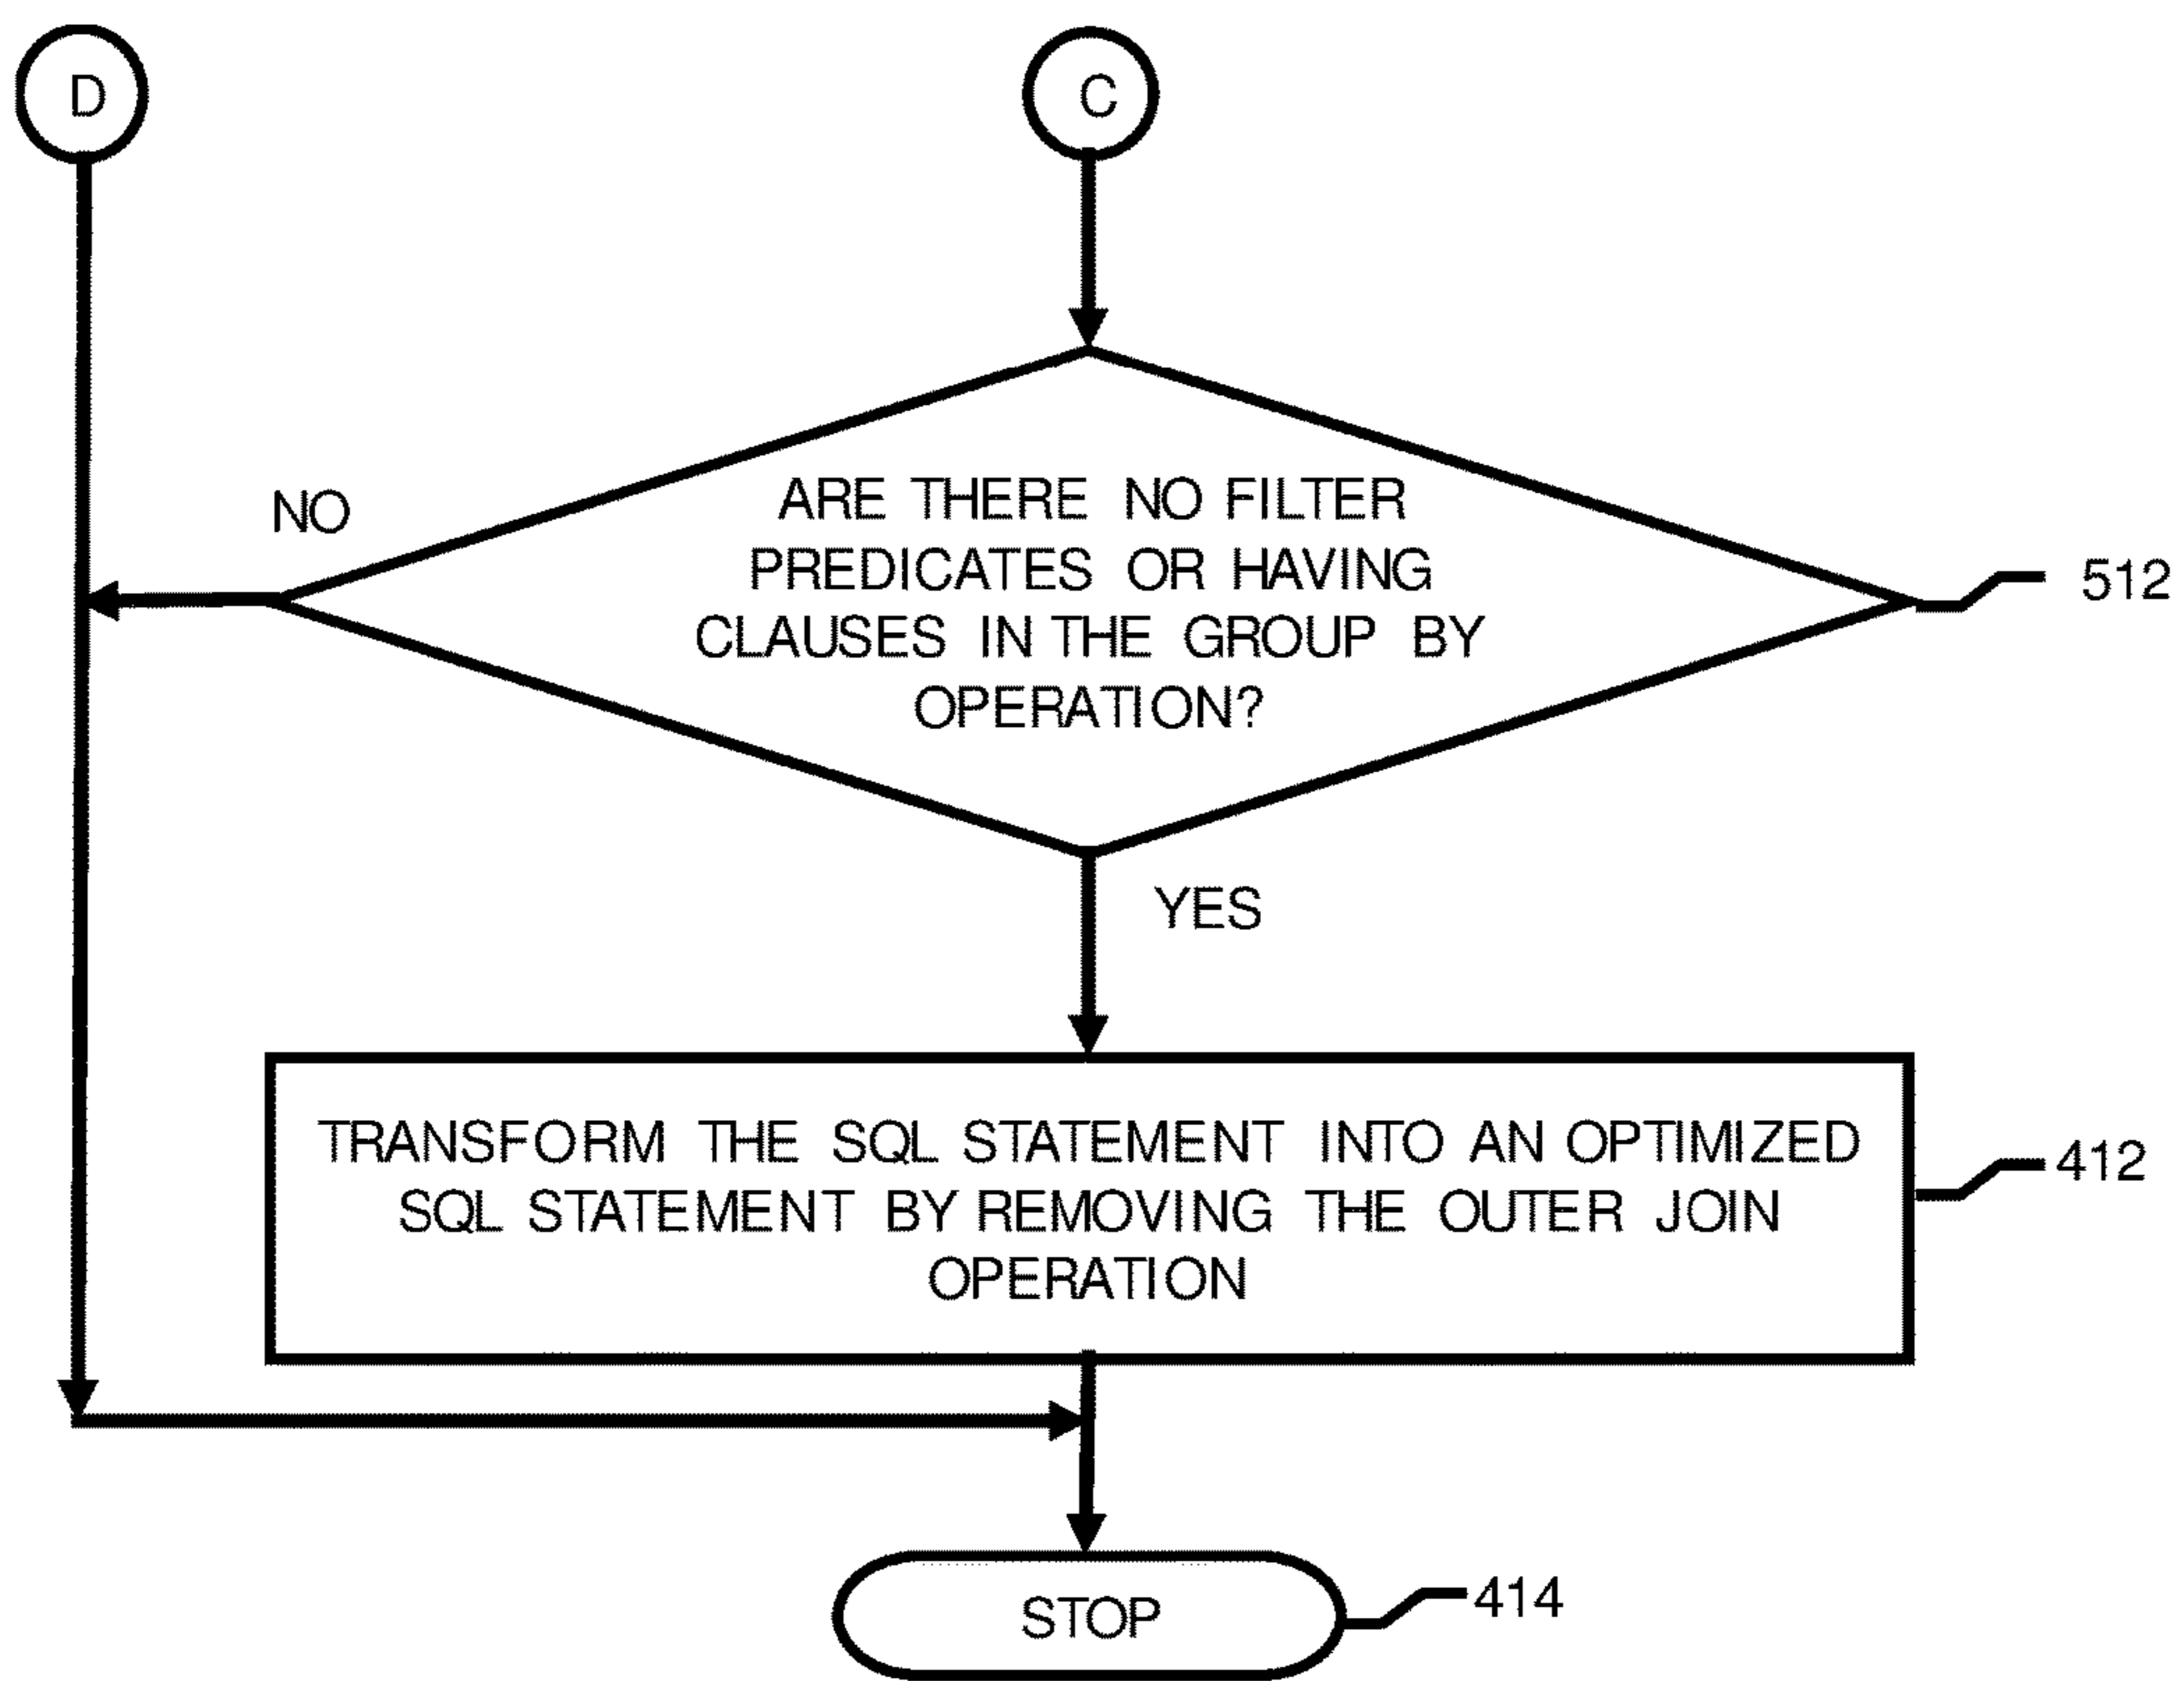 D
C
NO
ARE THERE NO FILTER
PREDICATES OR HAVING
CLAUSES IN THE GROUP BY
OPERATION?
512
YES
TRANSFORM THE SQL STATEMENT INTO AN OPTIMIZED
SQL STATEMENT BY REMOVING THE OUTER JOIN
OPERATION
412
STOP
414